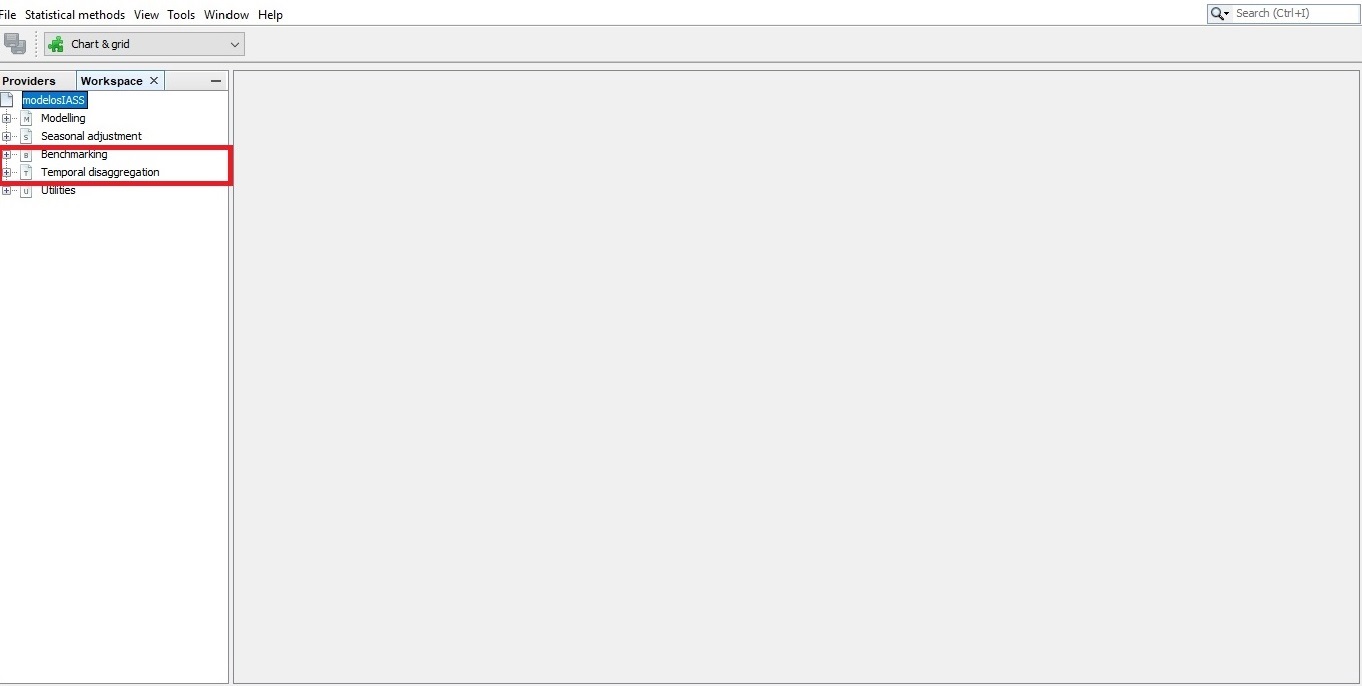 File Statistical methods View Tools Window Help Search (Ctrl+I)
Chart & grid
Providers Workspace
modelosIASS
M Modelling
S Seasonal adjustment
B Benchmarking
T Temporal disaggregation
U Utilities